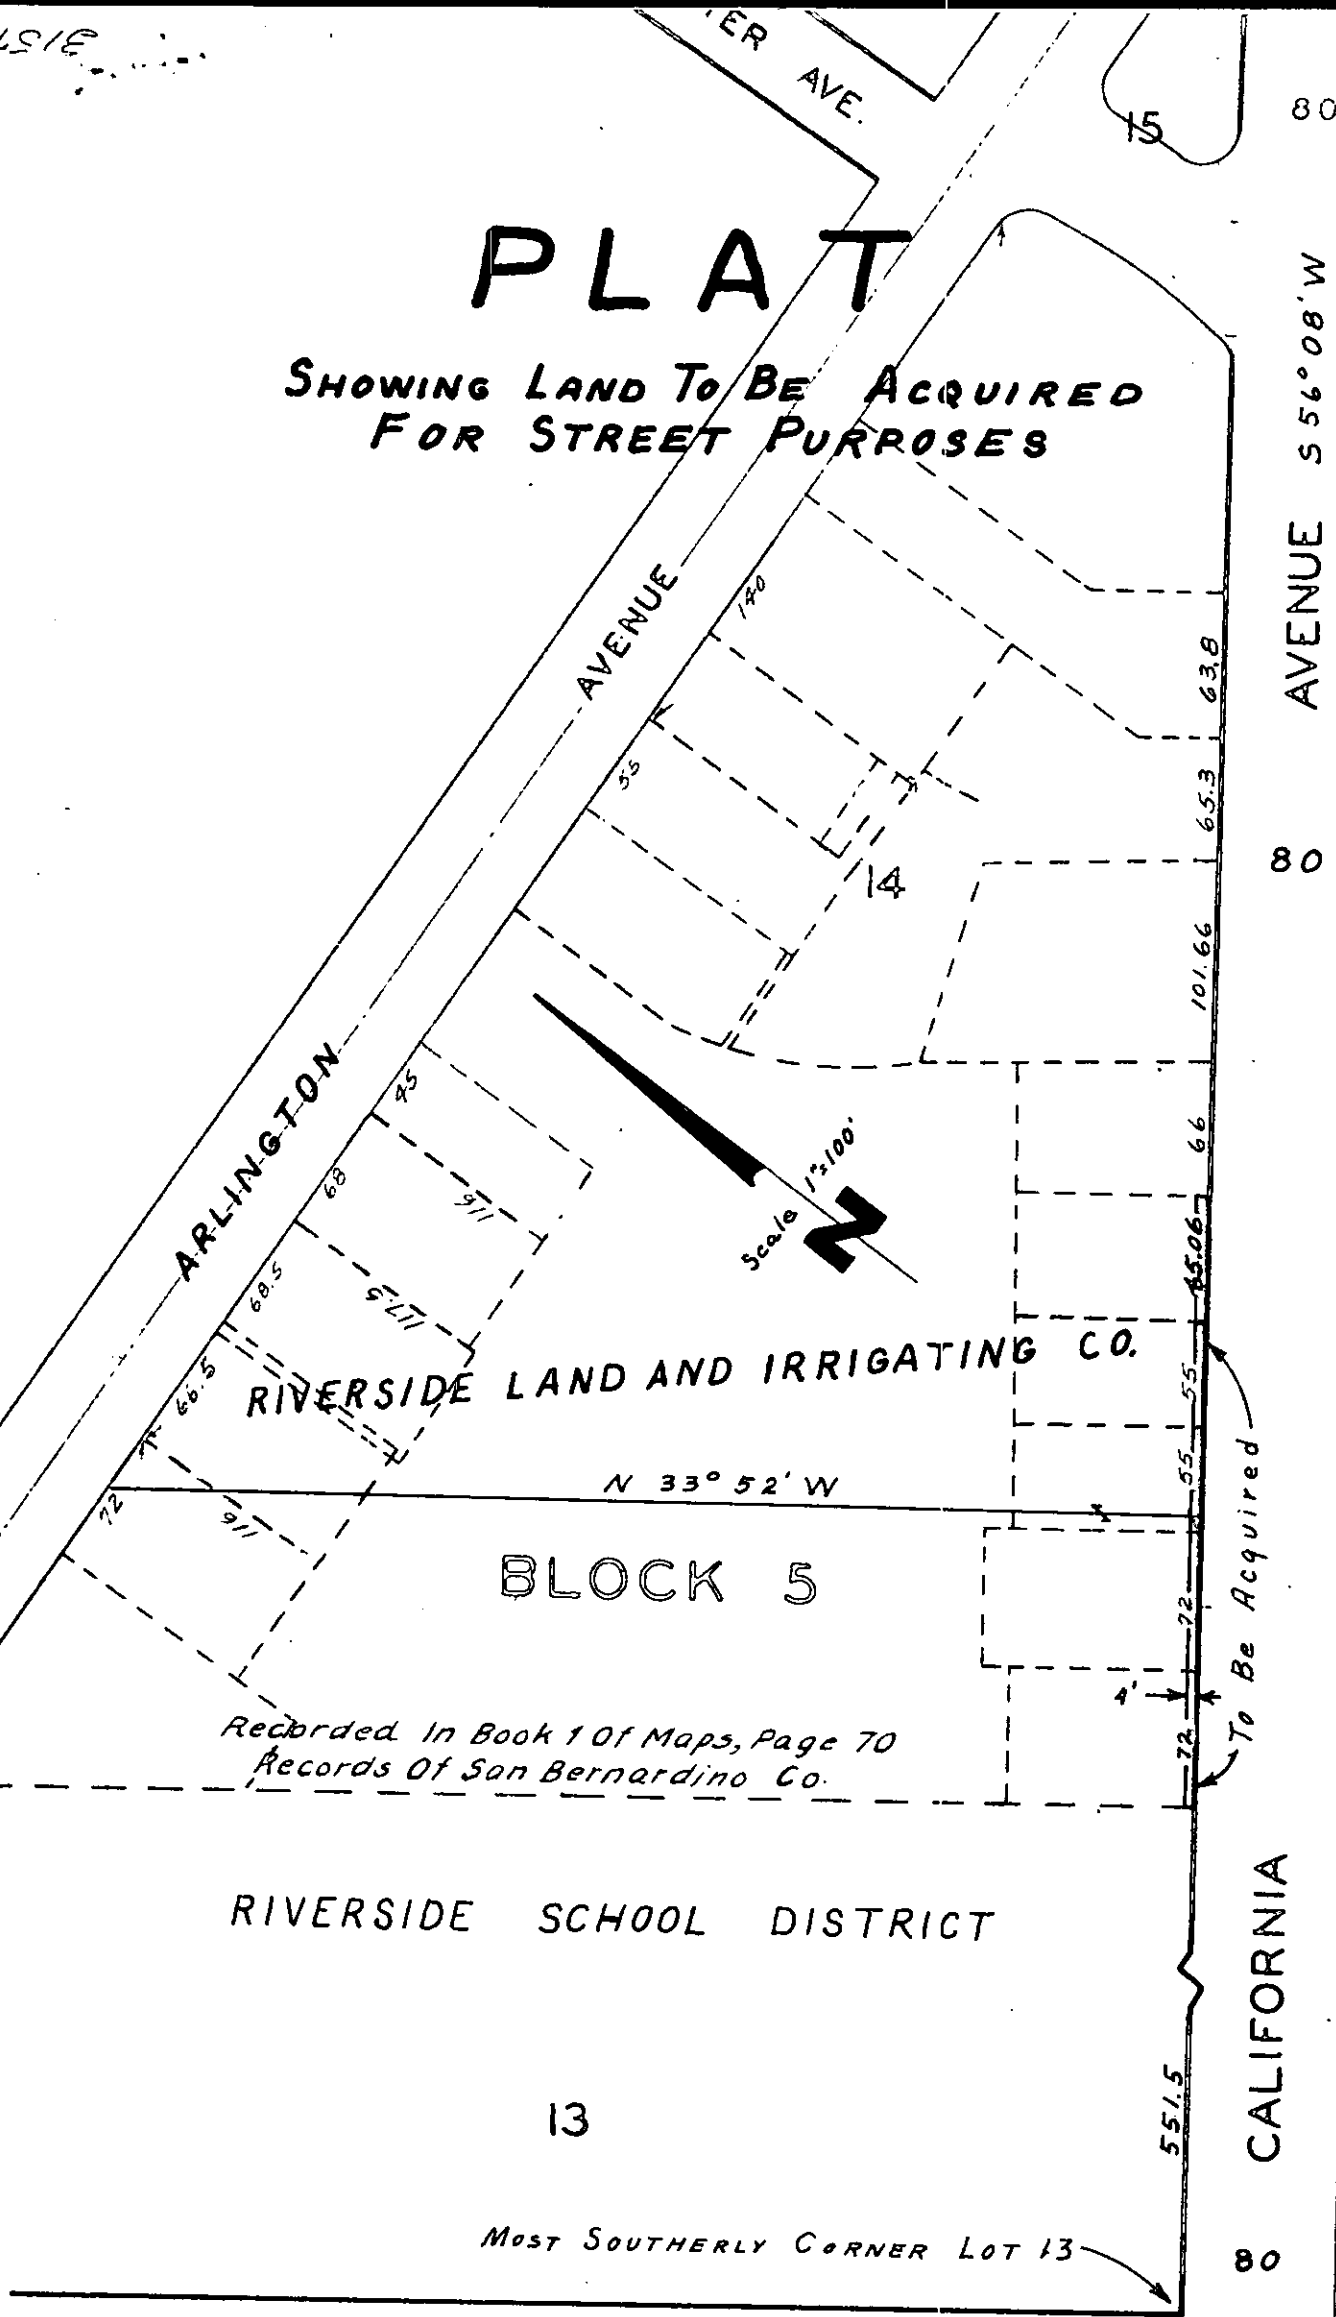 3157
ER AVE.
15
80
PLAT
SHOWING LAND TO BE ACQUIRED
FOR STREET PURPOSES
AVENUE S 56° 08' W
AVENUE
140
63.8
55
65.3
80
14
101.66
ARLINGTON
45
66
68
116
Scale 1"=100'
N
65.06
68.5
117.5
RIVERSIDE LAND AND IRRIGATING CO.
55
66.5
55
N 33° 52' W
72
116
BLOCK 5
72
To Be Acquired
4'
72
Recorded In Book 1 Of Maps, Page 70
Records Of San Bernardino Co.
RIVERSIDE SCHOOL DISTRICT
CALIFORNIA
13
551.5
MOST SOUTHERLY CORNER LOT 13
80